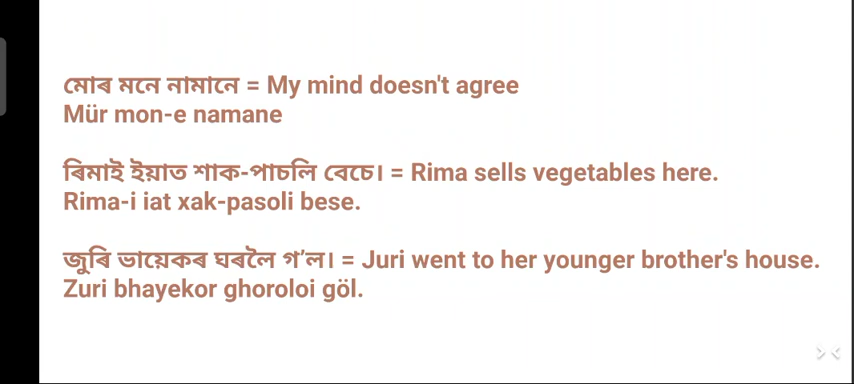 মোৰ মনে নামানে = My mind doesn't agree
Mür mon-e namane
ৰিমাই ইয়াত শাক-পাচলি বেচে। = Rima sells vegetables here.
Rima-i iat xak-pasoli bese.
জুৰি ভায়েকৰ ঘৰলৈ গ’ল। = Juri went to her younger brother's house.
Zuri bhayekor ghoroloi göl.